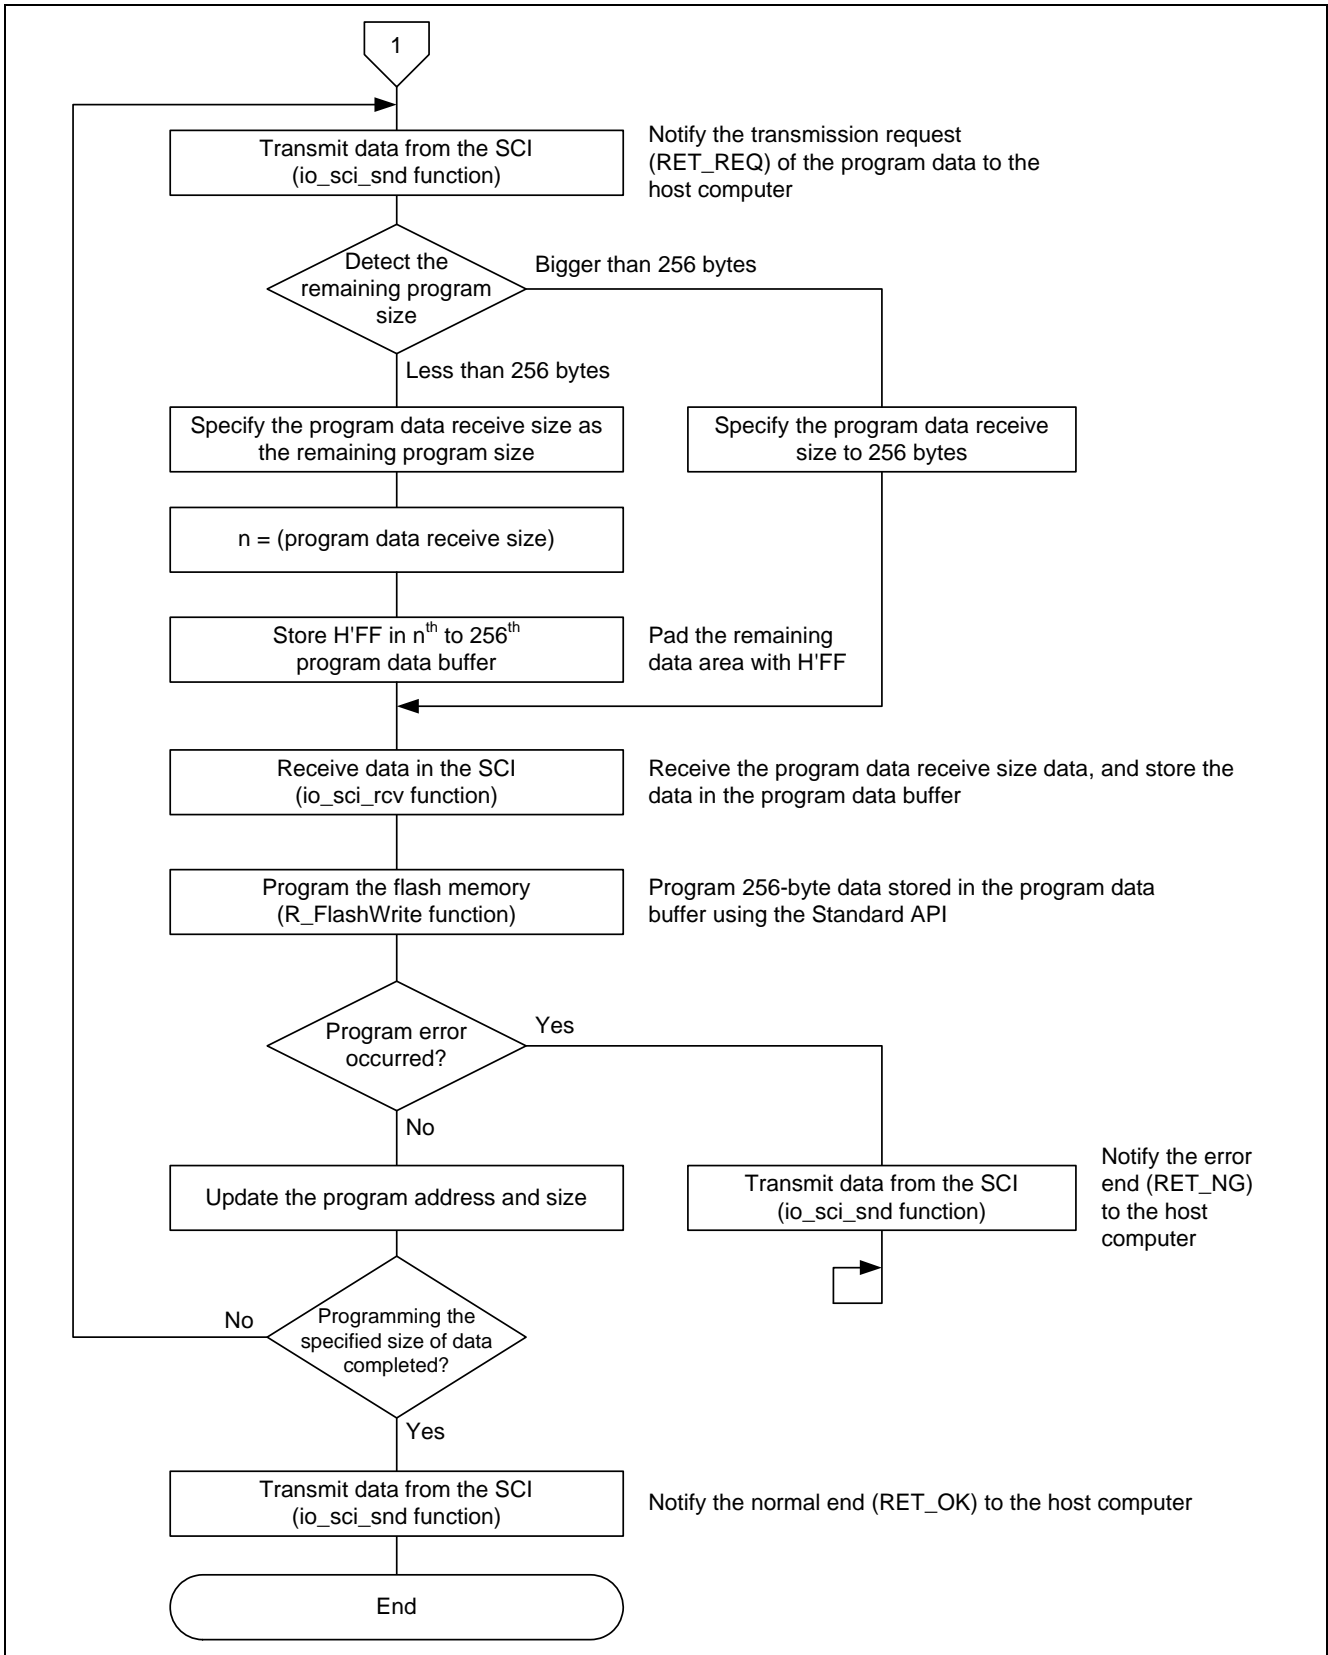 1
Transmit data from the SCI
(io_sci_snd function)
Notify the transmission request
(RET_REQ) of the program data to the
host computer
Detect the
remaining program
size
Bigger than 256 bytes
Less than 256 bytes
Specify the program data receive size as
the remaining program size
Specify the program data receive
size to 256 bytes
n = (program data receive size)
Store H'FF in nth to 256th
program data buffer
Pad the remaining
data area with H'FF
Receive data in the SCI
(io_sci_rcv function)
Receive the program data receive size data, and store the
data in the program data buffer
Program the flash memory
(R_FlashWrite function)
Program 256-byte data stored in the program data
buffer using the Standard API
Program error
occurred?
Yes
No
Update the program address and size
Transmit data from the SCI
(io_sci_snd function)
Notify the error
end (RET_NG)
to the host
computer
No
Programming the
specified size of data
completed?
Yes
Transmit data from the SCI
(io_sci_snd function)
Notify the normal end (RET_OK) to the host computer
End